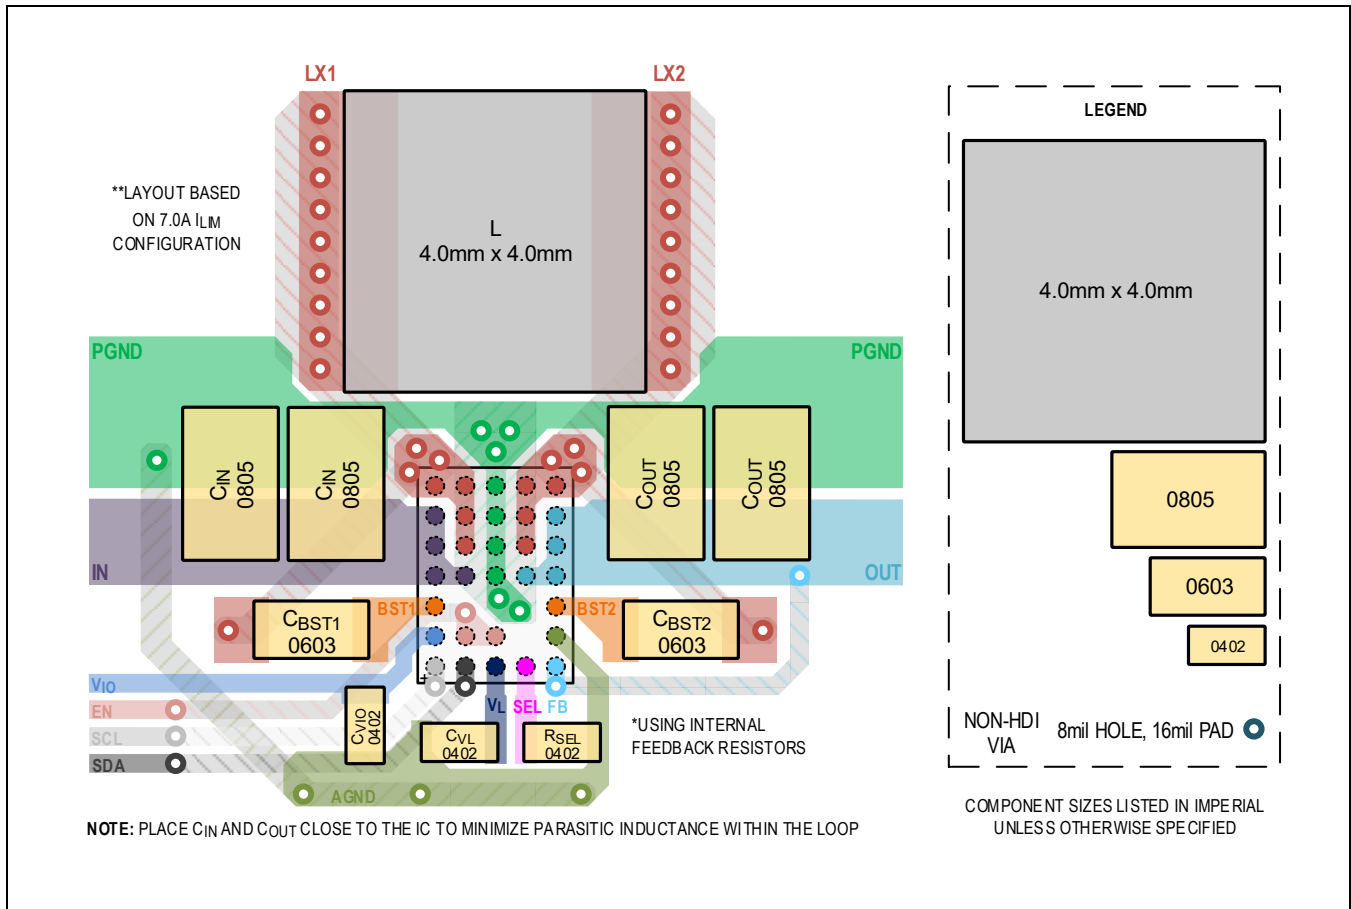 LX1
LX2
LEGEND
**LAYOUT BASED
ON 7.0A ILIM
CONFIGURATION
L
4.0mm x 4.0mm
4.0mm x 4.0mm
PGND
PGND
CIN
0805
CIN
0805
COUT
0805
COUT
0805
0805
IN
OUT
BST1
BST2
CBST1
0603
CBST2
0603
0603
0402
VIO
EN
SCL
SDA
+
CVIO
0402
VL
SEL
FB
CVL
0402
RSEL
0402
*USING INTERNAL
FEEDBACK RESISTORS
NON-HDI
VIA
8mil HOLE, 16mil PAD
AGND
COMPONENT SIZES LISTED IN IMPERIAL
UNLESS OTHERWISE SPECIFIED
NOTE: PLACE CIN AND COUT CLOSE TO THE IC TO MINIMIZE PARASITIC INDUCTANCE WITHIN THE LOOP